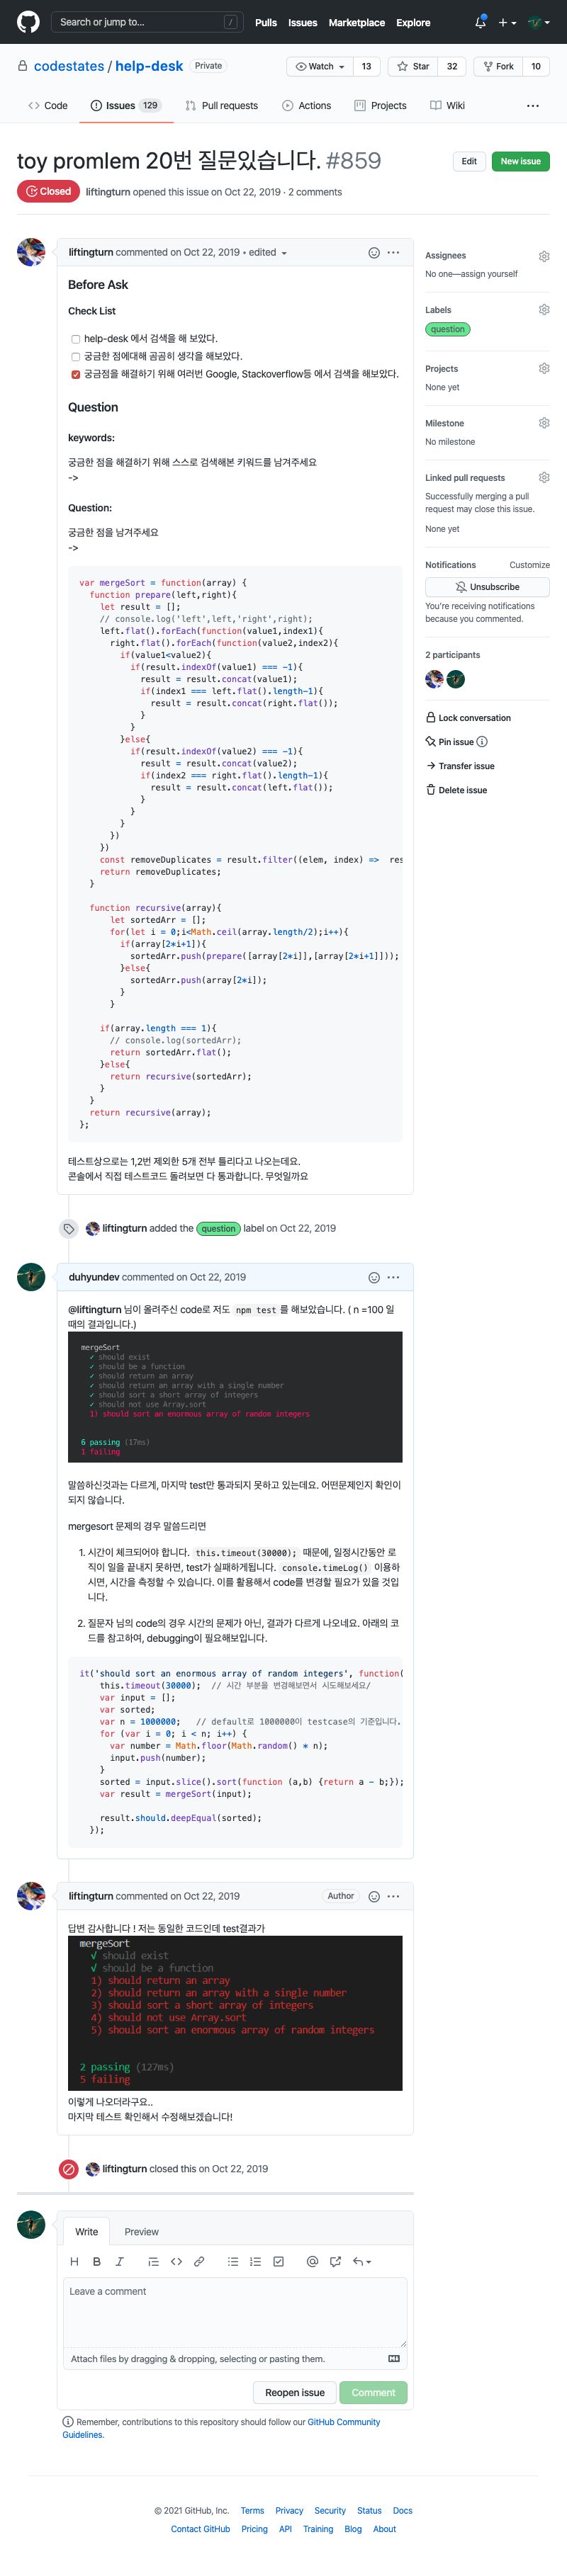 Search or jump to... /
Pulls Issues Marketplace Explore
codestates / help-desk Private
Watch 13 Star 32 Fork 10
Code Issues 129 Pull requests Actions Projects Wiki ...
toy promlem 20번 질문있습니다. #859
Edit New issue
Closed liftingturn opened this issue on Oct 22, 2019 · 2 comments
liftingturn commented on Oct 22, 2019 • edited
Before Ask
Check List
help-desk 에서 검색을 해 보았다.
궁금한 점에대해 곰곰히 생각을 해보았다.
궁금점을 해결하기 위해 여러번 Google, Stackoverflow등 에서 검색을 해보았다.
Question
keywords:
궁금한 점을 해결하기 위해 스스로 검색해본 키워드를 남겨주세요
->
Question:
궁금한 점을 남겨주세요
->
var mergeSort = function(array) {
function prepare(left,right){
let result = [];
// console.log('left',left,'right',right);
left.flat().forEach(function(value1,index1){
right.flat().forEach(function(value2,index2){
if(value1<value2){
if(result.indexOf(value1) === -1){
result = result.concat(value1);
if(index1 === left.flat().length-1){
result = result.concat(right.flat());
}
}
}else{
if(result.indexOf(value2) === -1){
result = result.concat(value2);
if(index2 === right.flat().length-1){
result = result.concat(left.flat());
}
}
}
})
})
const removeDuplicates = result.filter((elem, index) => res
return removeDuplicates;
}
function recursive(array){
let sortedArr = [];
for(let i = 0;i<Math.ceil(array.length/2);i++){
if(array[2*i+1]){
sortedArr.push(prepare([array[2*i]],[array[2*i+1]]));
}else{
sortedArr.push(array[2*i]);
}
}
if(array.length === 1){
// console.log(sortedArr);
return sortedArr.flat();
}else{
return recursive(sortedArr);
}
}
return recursive(array);
};
테스트상으로는 1,2번 제외한 5개 전부 틀리다고 나오는데요.
콘솔에서 직접 테스트코드 돌려보면 다 통과합니다. 무엇일까요
liftingturn added the question label on Oct 22, 2019
duhyundev commented on Oct 22, 2019
@liftingturn 님이 올려주신 code로 저도 npm test 를 해보았습니다. ( n =100 일
때의 결과입니다.)
mergeSort
✓ should exist
✓ should be a function
✓ should return an array
✓ should return an array with a single number
✓ should sort a short array of integers
✓ should not use Array.sort
1) should sort an enormous array of random integers
6 passing (17ms)
1 failing
말씀하신것과는 다르게, 마지막 test만 통과되지 못하고 있는데요. 어떤문제인지 확인이
되지 않습니다.
mergesort 문제의 경우 말씀드리면
1. 시간이 체크되어야 합니다. this.timeout(30000); 때문에, 일정시간동안 로
직이 일을 끝내지 못하면, test가 실패하게됩니다. console.timeLog() 이용하
시면, 시간을 측정할 수 있습니다. 이를 활용해서 code를 변경할 필요가 있을 것입니
다.
2. 질문자 님의 code의 경우 시간의 문제가 아닌, 결과가 다르게 나오네요. 아래의 코
드를 참고하여, debugging이 필요해보입니다.
it('should sort an enormous array of random integers', function(
this.timeout(30000); // 시간 부분을 변경해보면서 시도해보세요/
var input = [];
var sorted;
var n = 1000000; // default로 1000000이 testcase의 기준입니다.
for (var i = 0; i < n; i++) {
var number = Math.floor(Math.random() * n);
input.push(number);
}
sorted = input.slice().sort(function (a,b) {return a - b;});
var result = mergeSort(input);
result.should.deepEqual(sorted);
});
liftingturn commented on Oct 22, 2019 Author
답변 감사합니다 ! 저는 동일한 코드인데 test결과가
mergeSort
√ should exist
√ should be a function
1) should return an array
2) should return an array with a single number
3) should sort a short array of integers
4) should not use Array.sort
5) should sort an enormous array of random integers
2 passing (127ms)
5 failing
이렇게 나오더라구요..
마지막 테스트 확인해서 수정해보겠습니다!
liftingturn closed this on Oct 22, 2019
Write Preview
Leave a comment
Attach files by dragging & dropping, selecting or pasting them.
Reopen issue Comment
Remember, contributions to this repository should follow our GitHub Community
Guidelines.
Assignees
No one—assign yourself
Labels
question
Projects
None yet
Milestone
No milestone
Linked pull requests
Successfully merging a pull
request may close this issue.
None yet
Notifications Customize
Unsubscribe
You're receiving notifications
because you commented.
2 participants
Lock conversation
Pin issue
Transfer issue
Delete issue
© 2021 GitHub, Inc. Terms Privacy Security Status Docs
Contact GitHub Pricing API Training Blog About